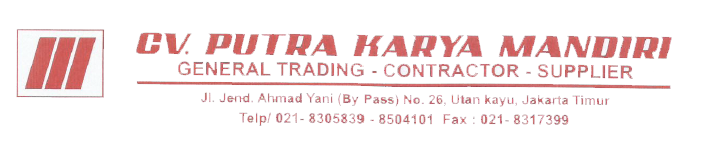 CV. PUTRA KARYA MANDIRI
GENERAL TRADING - CONTRACTOR - SUPPLIER
Jl. Jend. Ahmad Yani (By Pass) No. 26, Utan kayu, Jakarta Timur
Telp/ 021- 8305839 - 8504101 Fax : 021- 8317399